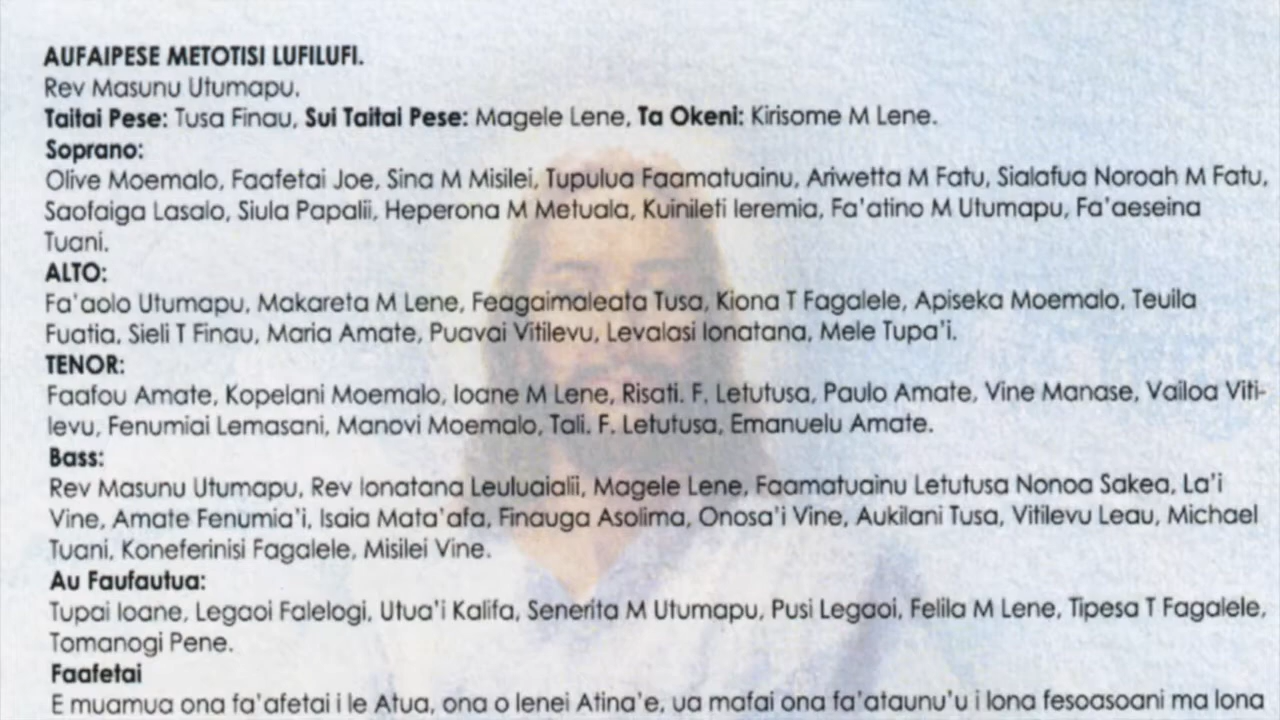 AUFAIPESE METOTISI LUFILUFI.
Rev Masunu Utumapu.
Taitai Pese: Tusa Finau, Sui Taitai Pese: Magele Lene, Ta Okeni: Kirisome M Lene.
Soprano:
Olive Moemalo, Faafetai Joe, Sina M Misilei, Tupulua Faamatuainu, Ariwetta M Fatu, Sialafua Noroah M Fatu,
Saofaiga Lasalo, Siula Papalii, Heperona M Metuala, Kuinileti Ieremia, Fa'atino M Utumapu, Fa'aeseina
Tuani.
ALTO:
Fa'aolo Utumapu, Makareta M Lene, Feagaimaleata Tusa, Kiona T Fagalele, Apiseka Moemalo, Teuila
Fuatia, Sieli T Finau, Maria Amate, Puavai Vitilevu, Levalasi Ionatana, Mele Tupa'i.
TENOR:
Faafou Amate, Kopelani Moemalo, Ioane M Lene, Risati. F. Letutusa, Paulo Amate, Vine Manase, Vailoa Viti-
levu, Fenumiai Lemasani, Manovi Moemalo, Tali. F. Letutusa, Emanuelu Amate.
Bass:
Rev Masunu Utumapu, Rev Ionatana Leuluaialii, Magele Lene, Faamatuainu Letutusa Nonoa Sakea, La'i
Vine, Amate Fenumia'i, Isaia Mata'afa, Finauga Asolima, Onosa'i Vine, Aukilani Tusa, Vitilevu Leau, Michael
Tuani, Koneferinisi Fagalele, Misilei Vine.
Au Faufautua:
Tupai Ioane, Legaoi Falelogi, Utua'i Kalifa, Senerita M Utumapu, Pusi Legaoi, Felila M Lene, Tipesa T Fagalele,
Tomanogi Pene.
Faafetai
E muamua ona fa'afetai i le Atua, ona o lenei Atina'e, ua mafai ona fa'ataunu'u i lona fesoasoani ma lona